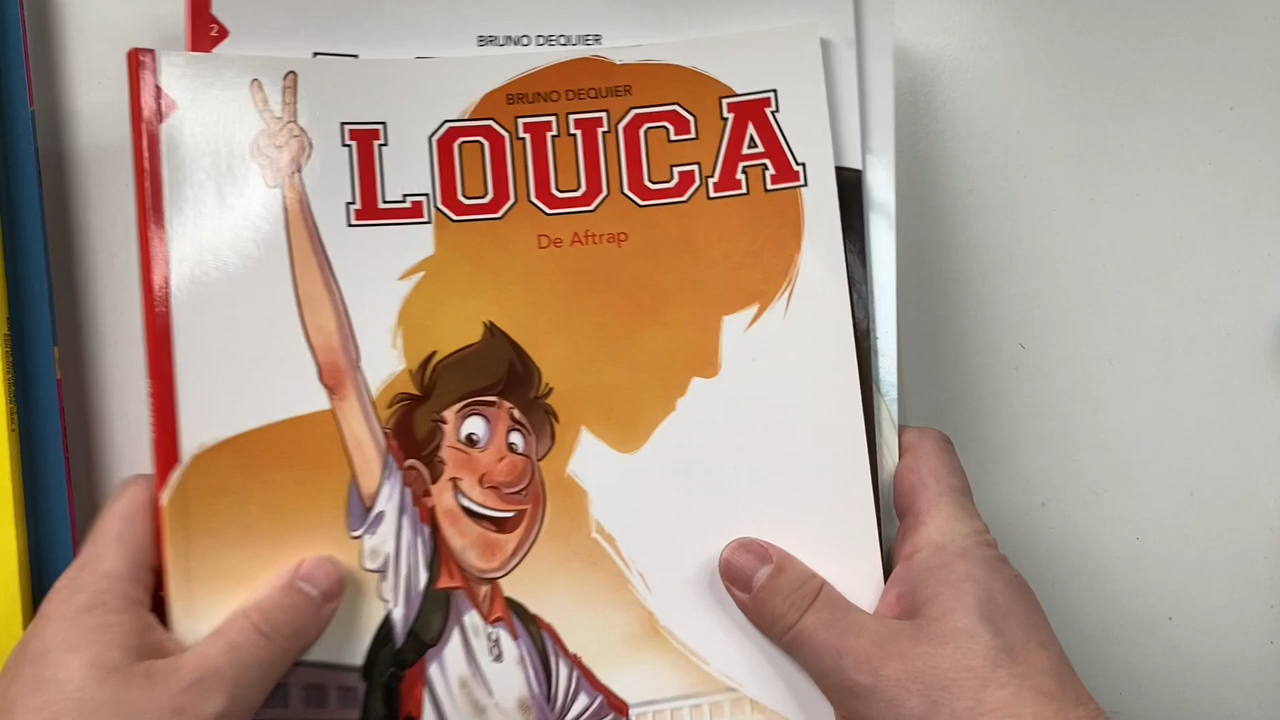 2
BRUNO DEQUIER
BRUNO DEQUIER
LOUCA
De Aftrap